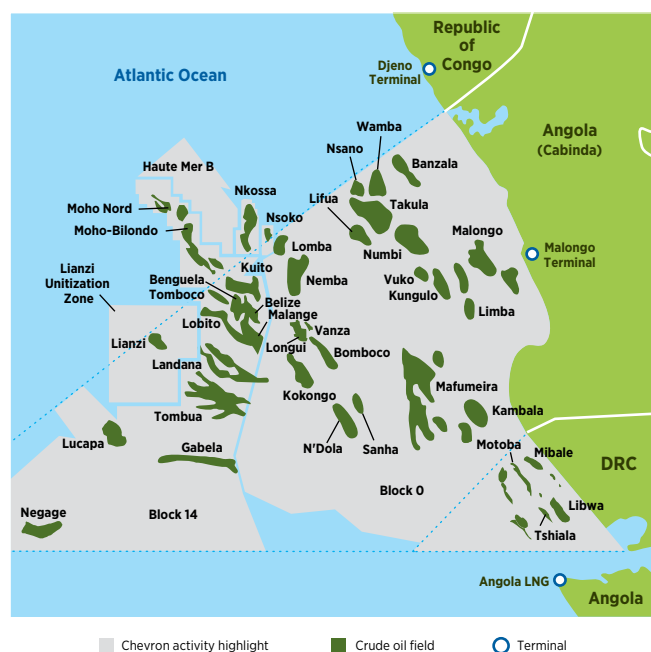 Republic
of
Congo
Djeno
Terminal
Atlantic Ocean
Angola
(Cabinda)
Wamba
Nsano
Banzala
Haute Mer B
Nkossa
Lifua
Takula
Moho Nord
Nsoko
Moho-Bilondo
Lomba
Numbi
Malongo
Malongo
Terminal
Lianzi
Unitization
Zone
Kuito
Benguela
Tomboco
Nemba
Vuko
Kungulo
Belize
Malange
Limba
Lobito
Vanza
Lianzi
Longui
Bomboco
Landana
Kokongo
Mafumeira
Tombua
Kambala
Lucapa
Gabela
N'Dola
Sanha
Motoba
Mibale
DRC
Block 0
Libwa
Negage
Block 14
Tshiala
Angola LNG
Angola
Chevron activity highlight
Crude oil field
Terminal